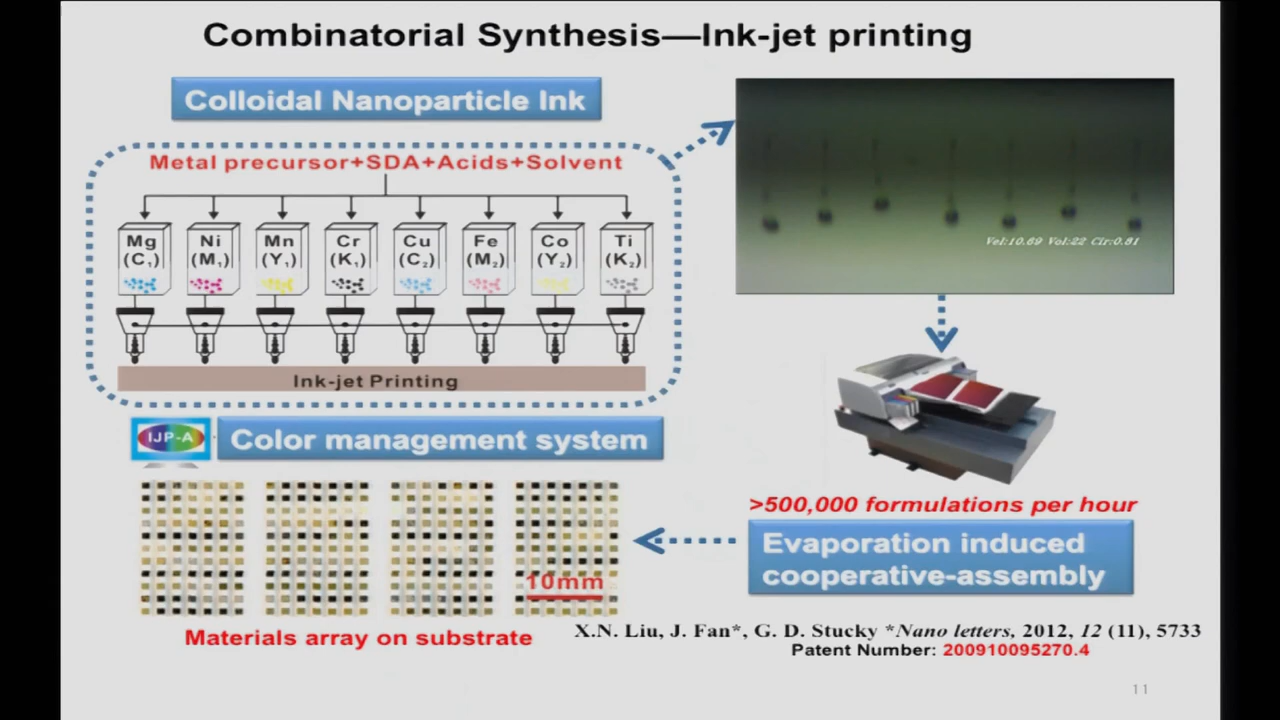 Combinatorial Synthesis—Ink-jet printing
Colloidal Nanoparticle Ink
Metal precursor+SDA+Acids+Solvent
Mg Ni Mn Cr Cu Fe Co Ti
(C₁) (M₁) (Y₁) (K₁) (C₂) (M₂) (Y₂) (K₂)
Ink-jet Printing
Vel:10.69 Vol:22 Cir:0.81
IJP-A
Color management system
>500,000 formulations per hour
Evaporation induced
cooperative-assembly
10mm
Materials array on substrate
X.N. Liu, J. Fan*, G. D. Stucky *Nano letters, 2012, 12 (11), 5733
Patent Number: 200910095270.4
11